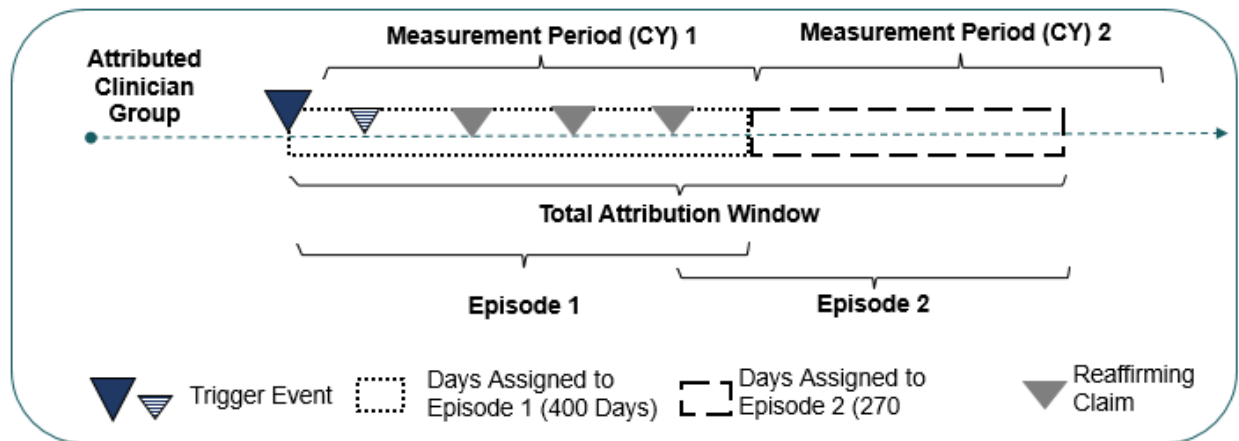 Measurement Period (CY) 1
Measurement Period (CY) 2
Attributed
Clinician
Group
Total Attribution Window
Episode 1
Episode 2
Trigger Event
Days Assigned to
Episode 1 (400 Days)
Days Assigned to
Episode 2 (270
Reaffirming
Claim